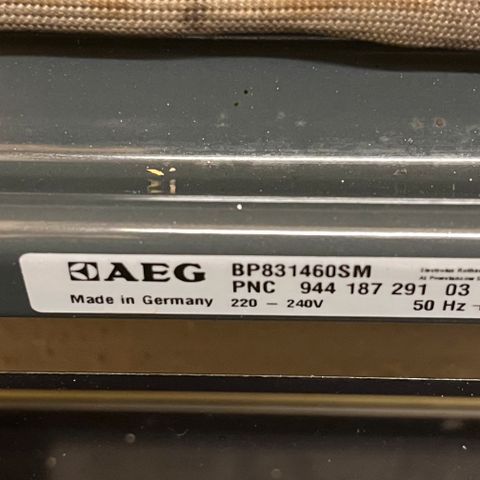 AEG BP831460SM
PNC 944 187 291 03
Made in Germany 220 - 240V 50 Hz